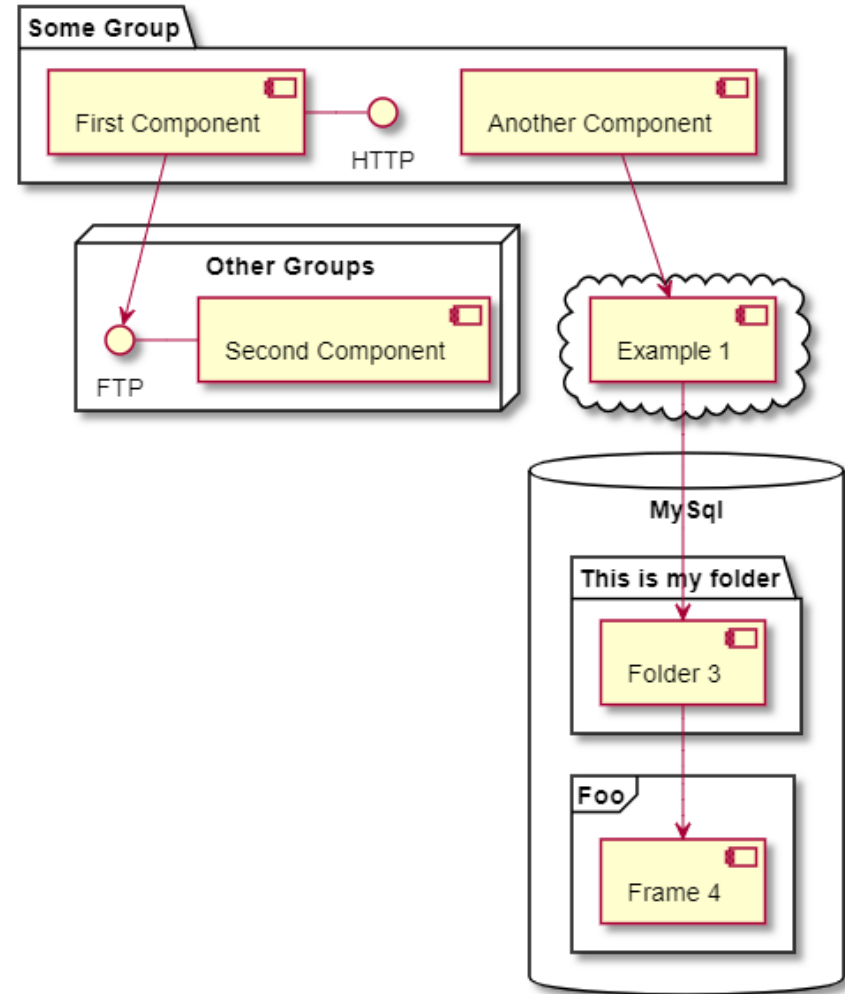 Some Group
First Component
HTTP
Another Component
Other Groups
FTP
Second Component
Example 1
MySql
This is my folder
Folder 3
Foo
Frame 4